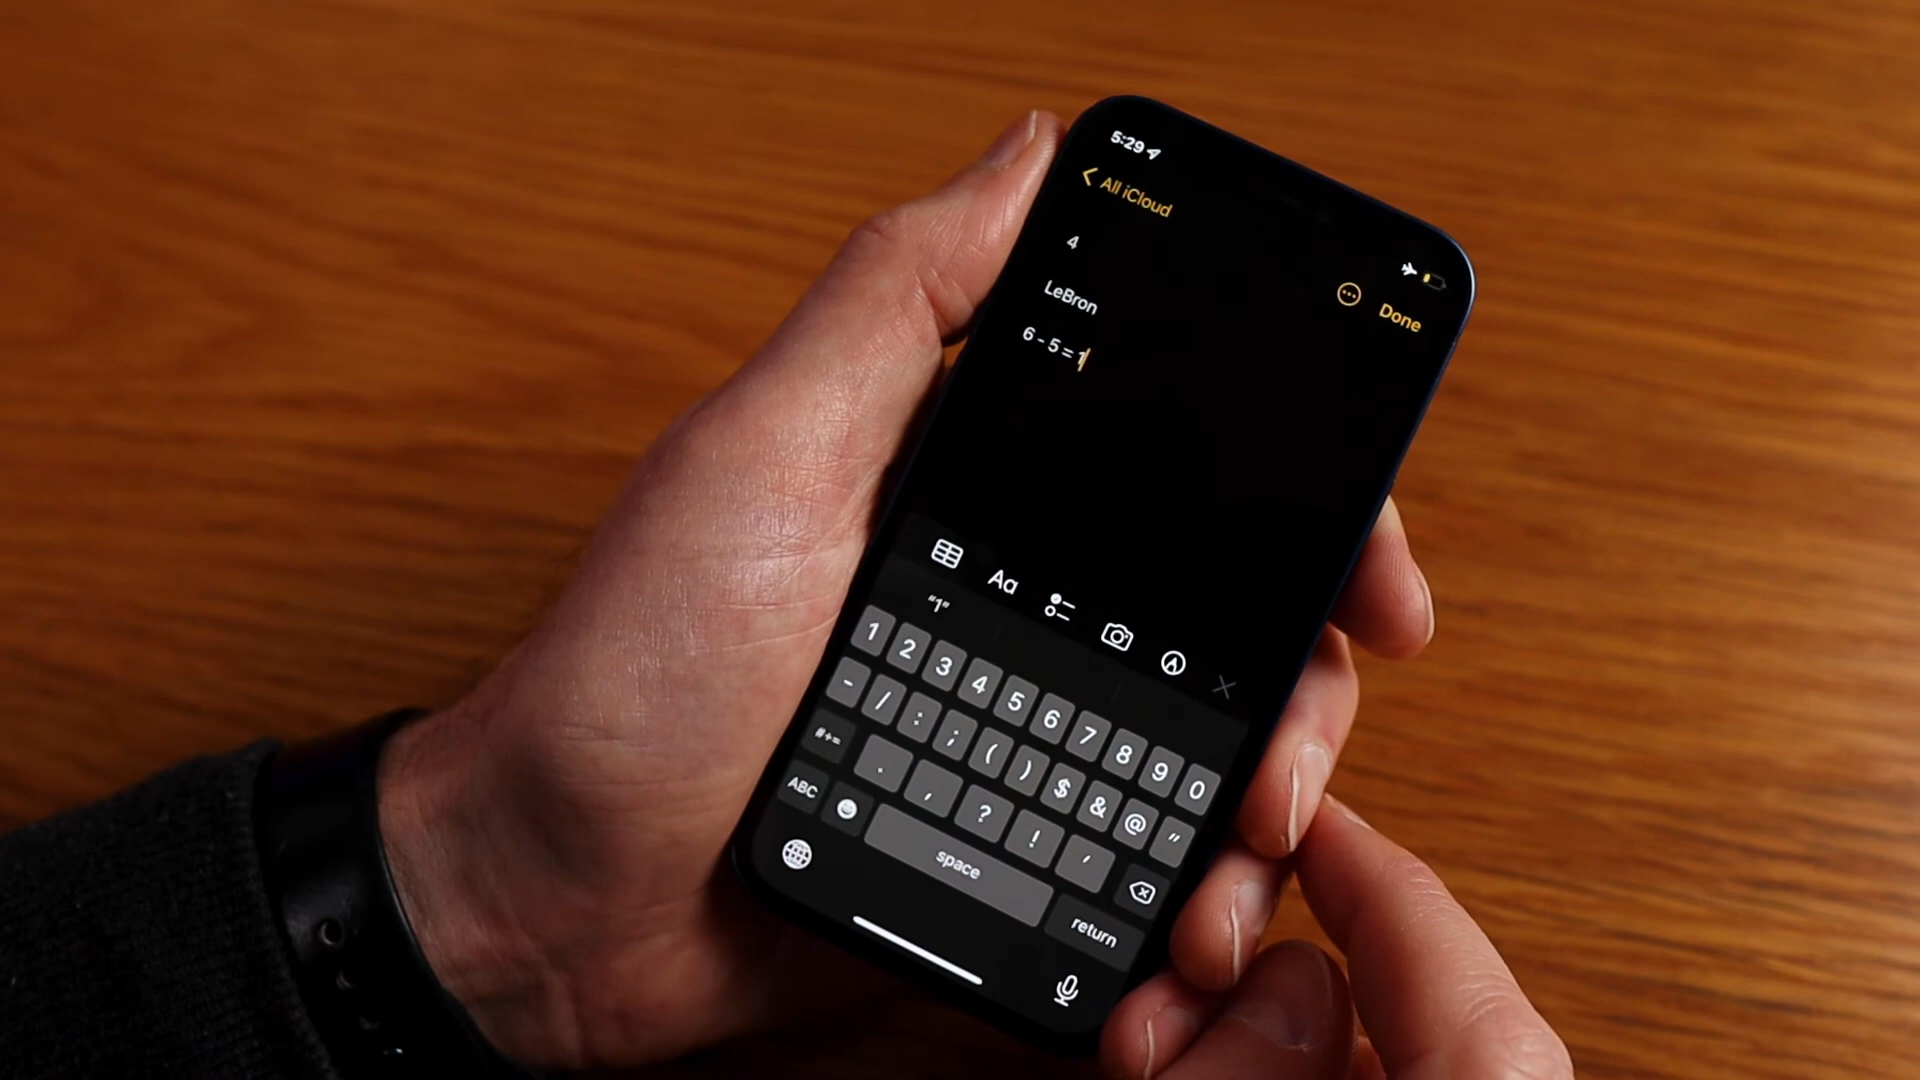 5:29
All iCloud
Done
4
LeBron
6 - 5 = 1
Aa
"1"
1 2 3 4 5 6 7 8 9 0
- / : ; ( ) $ & @ "
#+= . , ? ! '
ABC space return